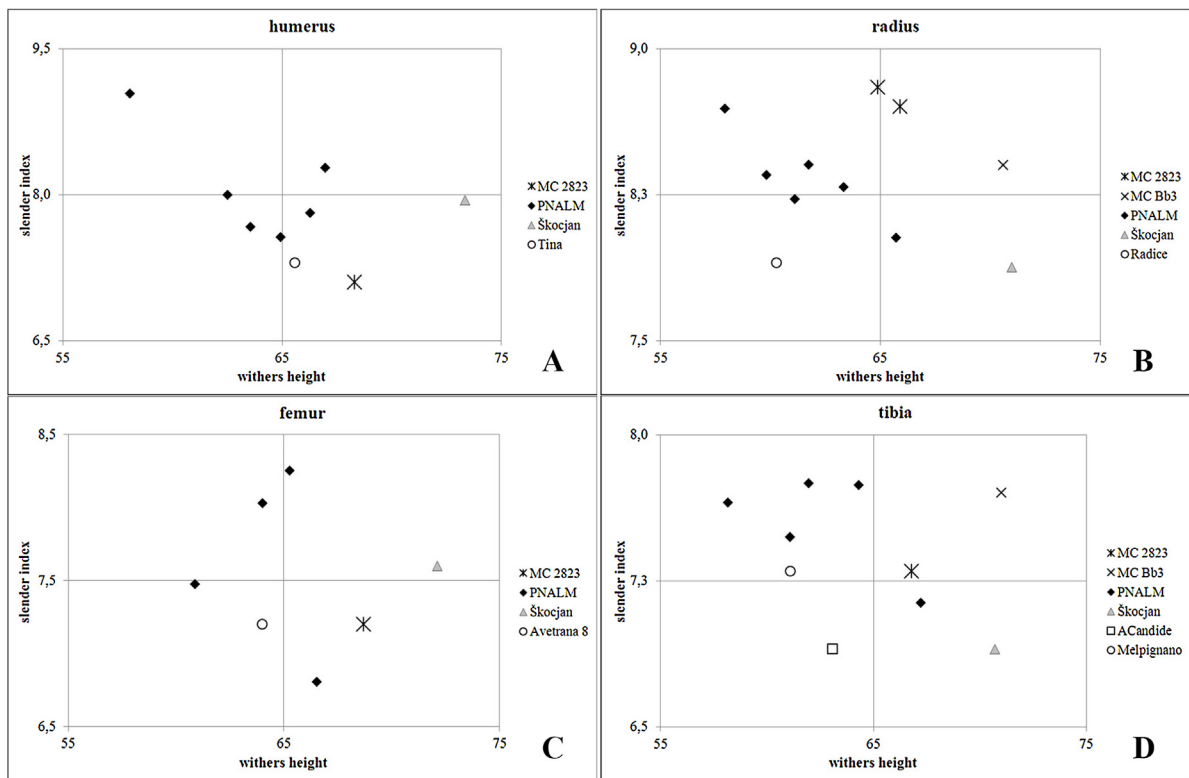 humerus
9,5
8,0
6,5
55
65
75
slender index
withers height
MC 2823
PNALM
Škocjan
Tina
A
radius
9,0
8,3
7,5
55
65
75
slender index
withers height
MC 2823
MC Bb3
PNALM
Škocjan
Radice
B
femur
8,5
7,5
6,5
55
65
75
slender index
withers height
MC 2823
PNALM
Škocjan
Avetrana 8
C
tibia
8,0
7,3
6,5
55
65
75
slender index
withers height
MC 2823
MC Bb3
PNALM
Škocjan
ACandide
Melpignano
D